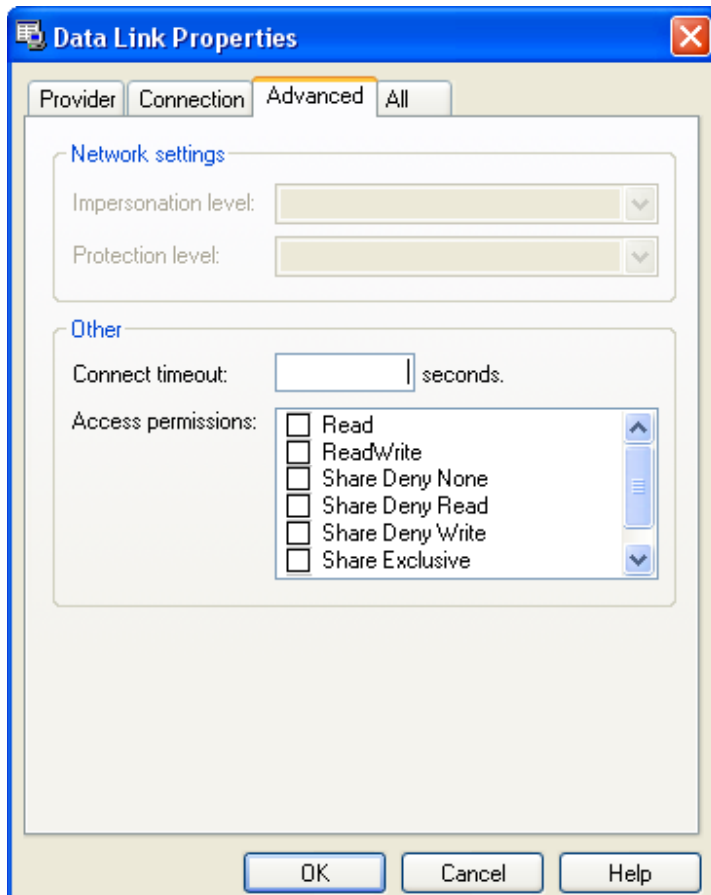 Data Link Properties
Provider Connection Advanced All
Network settings
Impersonation level:
Protection level:
Other
Connect timeout: seconds.
Access permissions:
Read
ReadWrite
Share Deny None
Share Deny Read
Share Deny Write
Share Exclusive
OK Cancel Help